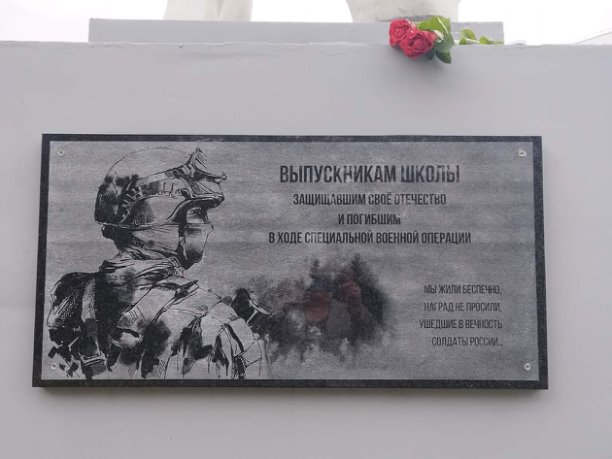 ВЫПУСКНИКАМ ШКОЛЫ
ЗАЩИЩАВШИМ СВОЁ ОТЕЧЕСТВО
И ПОГИБШИМ
В ХОДЕ СПЕЦИАЛЬНОЙ ВОЕННОЙ ОПЕРАЦИИ
МЫ ЖИЛИ БЕСПЕЧНО,
НАГРАД НЕ ПРОСИЛИ,
УШЕДШИЕ В ВЕЧНОСТЬ
СОЛДАТЫ РОССИИ...